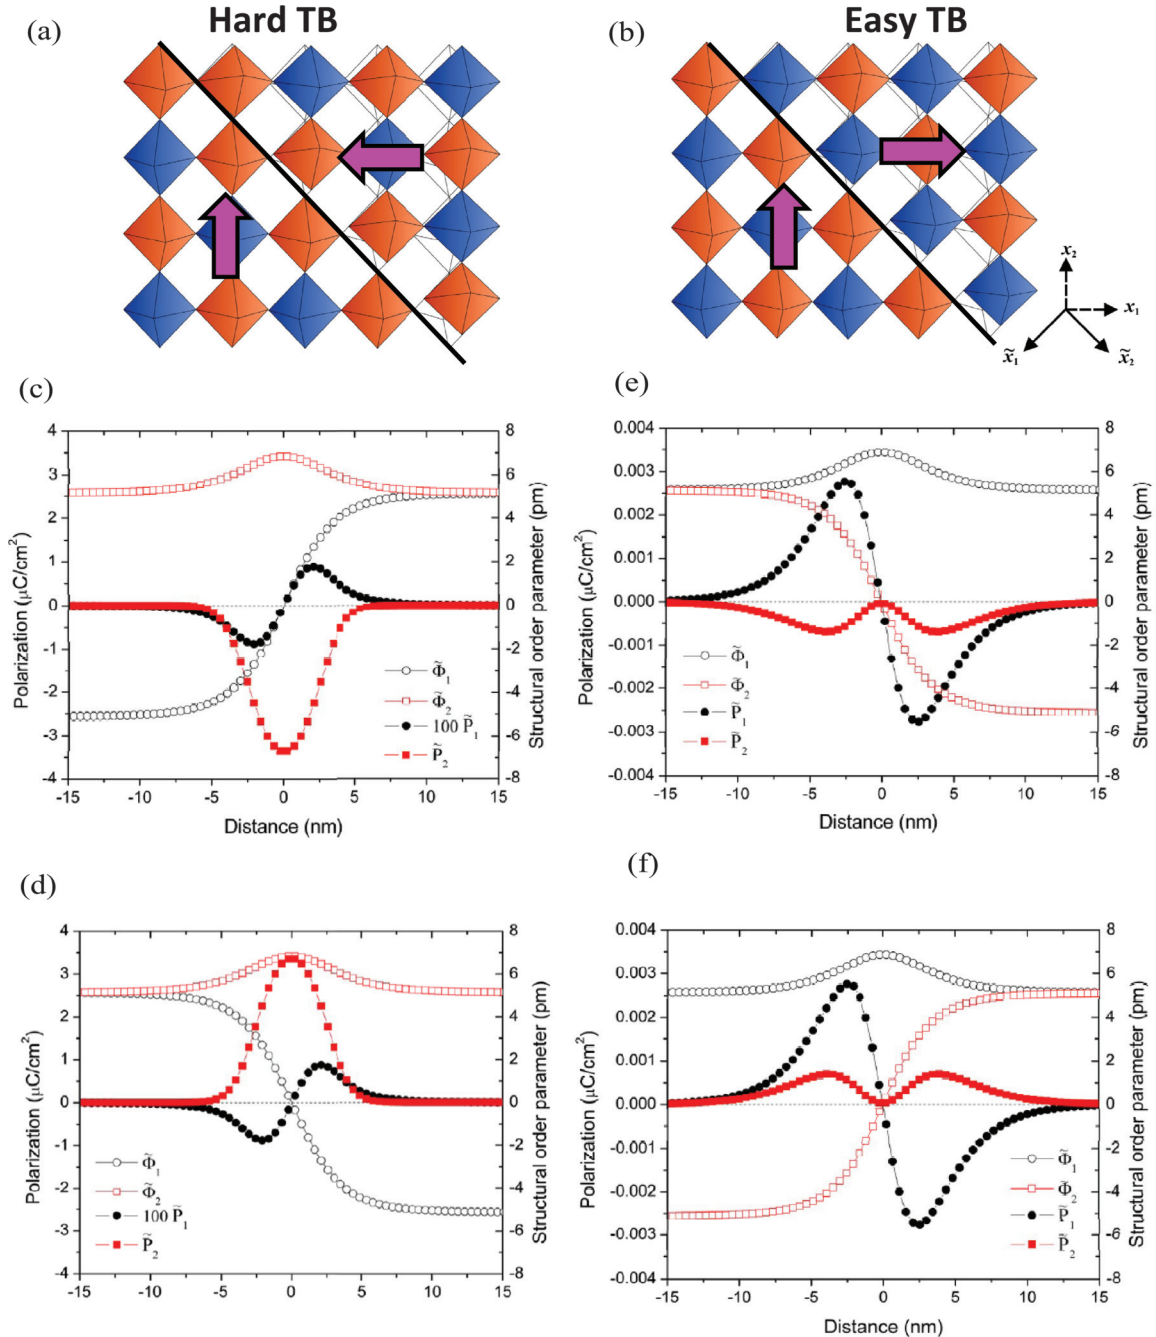 (a) Hard TB (b) Easy TB
x₂
x₁
x̃₁ x̃₂
(c)
4
3
2
1
0
-1
-2
-3
-4
8
6
4
2
0
-2
-4
-6
-8
-15 -10 -5 0 5 10 15
Polarization (μC/cm²)
Structural order parameter (pm)
Distance (nm)
Φ̃₁
Φ̃₂
100 P̃₁
P̃₂
(e)
0.004
0.003
0.002
0.001
0.000
-0.001
-0.002
-0.003
-0.004
8
6
4
2
0
-2
-4
-6
-8
-15 -10 -5 0 5 10 15
Polarization (μC/cm²)
Structural order parameter (pm)
Distance (nm)
Φ̃₁
Φ̃₂
P̃₁
P̃₂
(d)
4
3
2
1
0
-1
-2
-3
-4
8
6
4
2
0
-2
-4
-6
-8
-15 -10 -5 0 5 10 15
Polarization (μC/cm²)
Structural order parameter (pm)
Distance (nm)
Φ̃₁
Φ̃₂
100 P̃₁
P̃₂
(f)
0.004
0.003
0.002
0.001
0.000
-0.001
-0.002
-0.003
-0.004
8
6
4
2
0
-2
-4
-6
-8
-15 -10 -5 0 5 10 15
Polarization (μC/cm²)
Structural order parameter (pm)
Distance (nm)
Φ̃₁
Φ̃₂
P̃₁
P̃₂